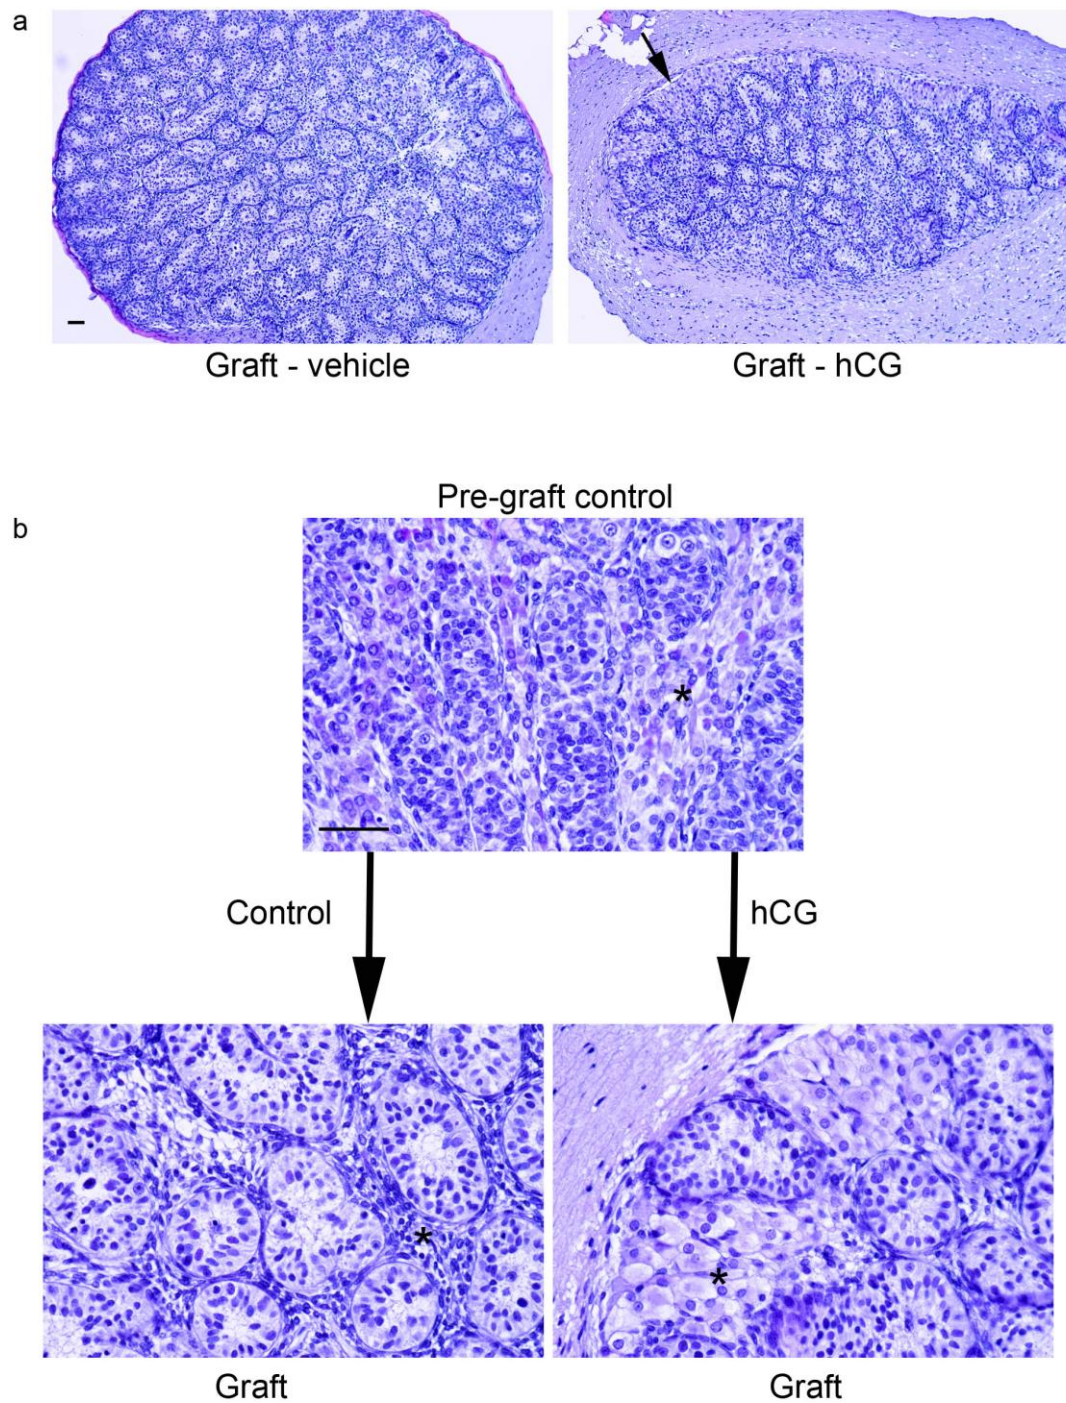 a
Graft - vehicle
Graft - hCG
Pre-graft control
b
*
Control
hCG
*
*
Graft
Graft